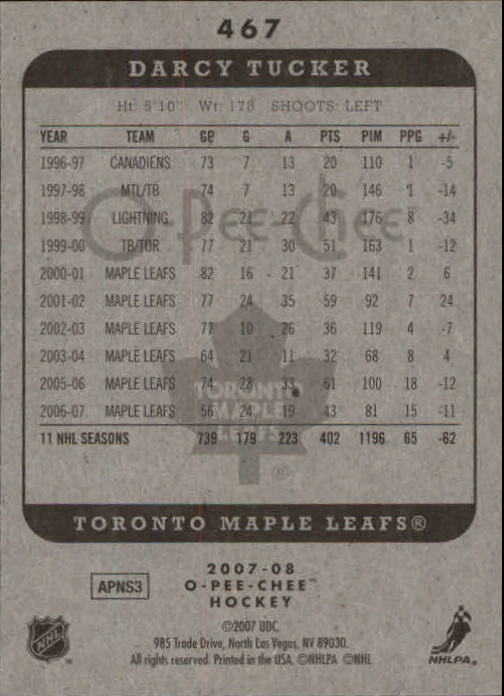 467
DARCY TUCKER
Ht: 5'10" Wt: 178 SHOOTS: LEFT
YEAR TEAM GP G A PTS PIM PPG +/-
1996-97 CANADIENS 73 7 13 20 110 1 -5
1997-98 MTL/TB 74 7 13 20 146 1 -14
1998-99 LIGHTNING 82 21 22 43 176 8 -34
1999-00 TB/TOR 77 21 30 51 163 1 -12
2000-01 MAPLE LEAFS 82 16 21 37 141 2 6
2001-02 MAPLE LEAFS 77 24 35 59 92 7 24
2002-03 MAPLE LEAFS 77 10 26 36 119 4 -7
2003-04 MAPLE LEAFS 64 21 11 32 68 8 4
2005-06 MAPLE LEAFS 74 28 33 61 100 18 -12
2006-07 MAPLE LEAFS 56 24 19 43 81 15 -11
11 NHL SEASONS 739 179 223 402 1196 65 -62
O-Pee-Chee
TORONTO
MAPLE
LEAFS
TORONTO MAPLE LEAFS®
2007-08
APNS3 O-PEE-CHEE™
HOCKEY
©2007 UDC
985 Trade Drive, North Las Vegas, NV 89030.
All rights reserved. Printed in the USA. ©NHLPA ©NHL
NHL
NHLPA